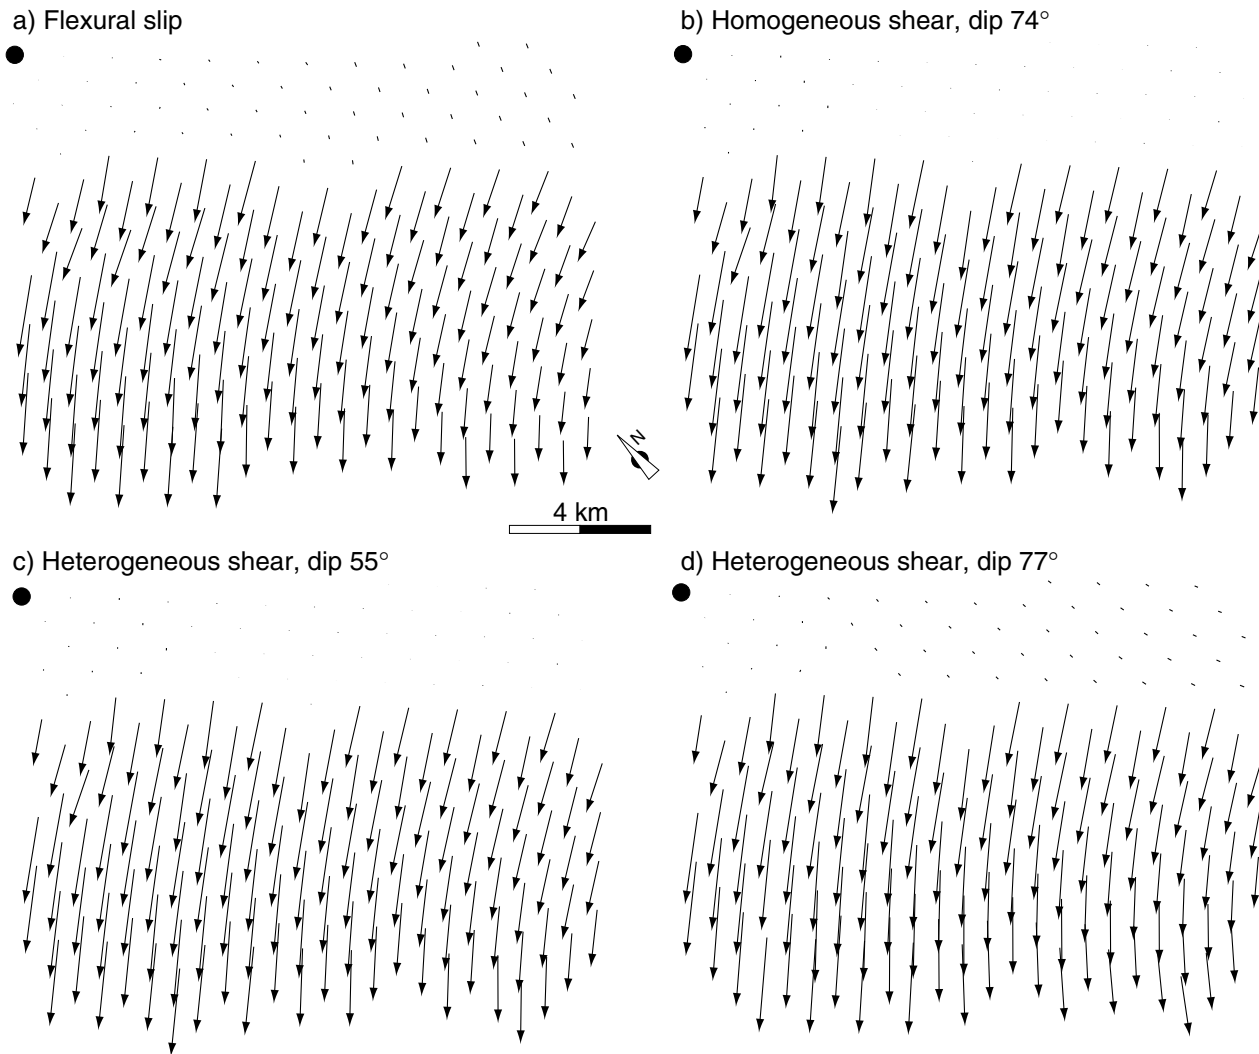 a) Flexural slip
b) Homogeneous shear, dip 74°
N
4 km
c) Heterogeneous shear, dip 55°
d) Heterogeneous shear, dip 77°